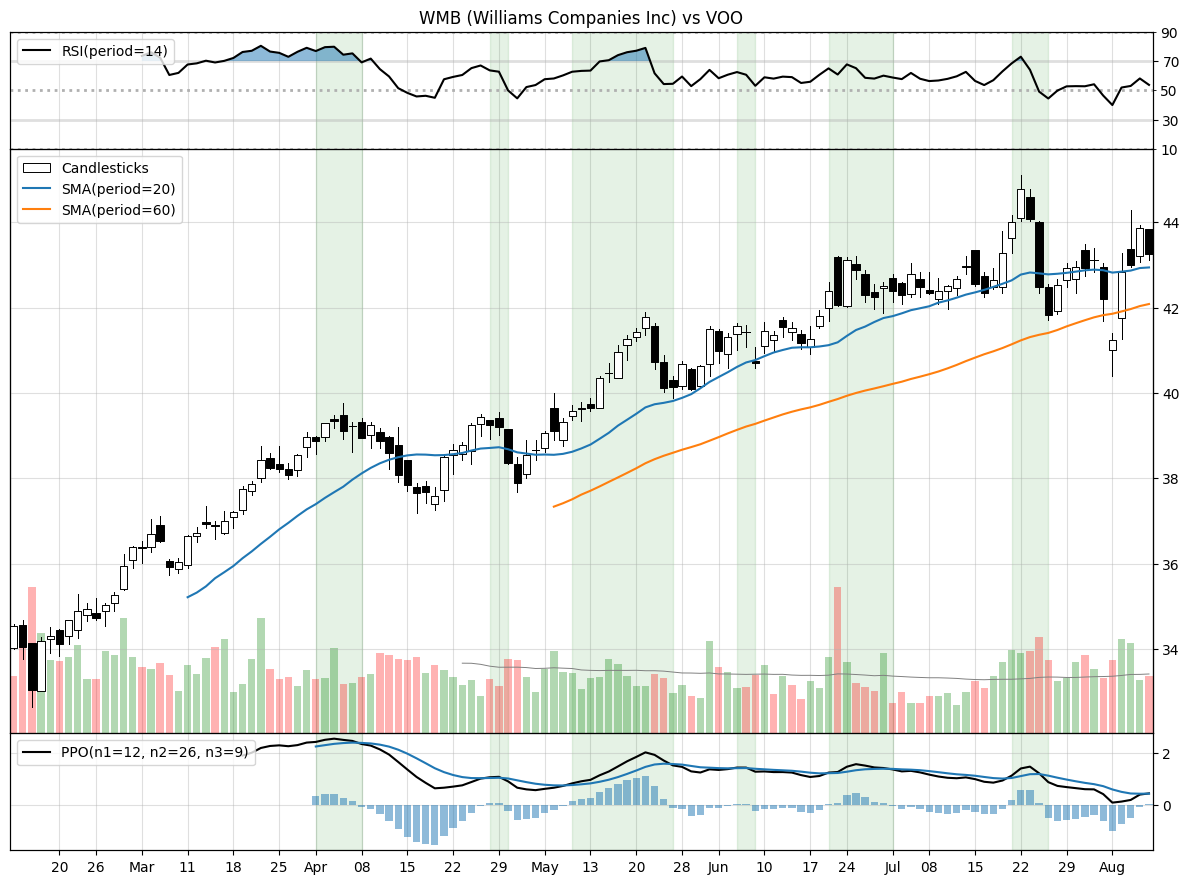 WMB (Williams Companies Inc) vs VOO
RSI(period=14)
90
70
50
30
10
Candlesticks
SMA(period=20)
SMA(period=60)
44
42
40
38
36
34
PPO(n1=12, n2=26, n3=9)
2
0
20 26 Mar 11 18 25 Apr 08 15 22 29 May 13 20 28 Jun 10 17 24 Jul 08 15 22 29 Aug